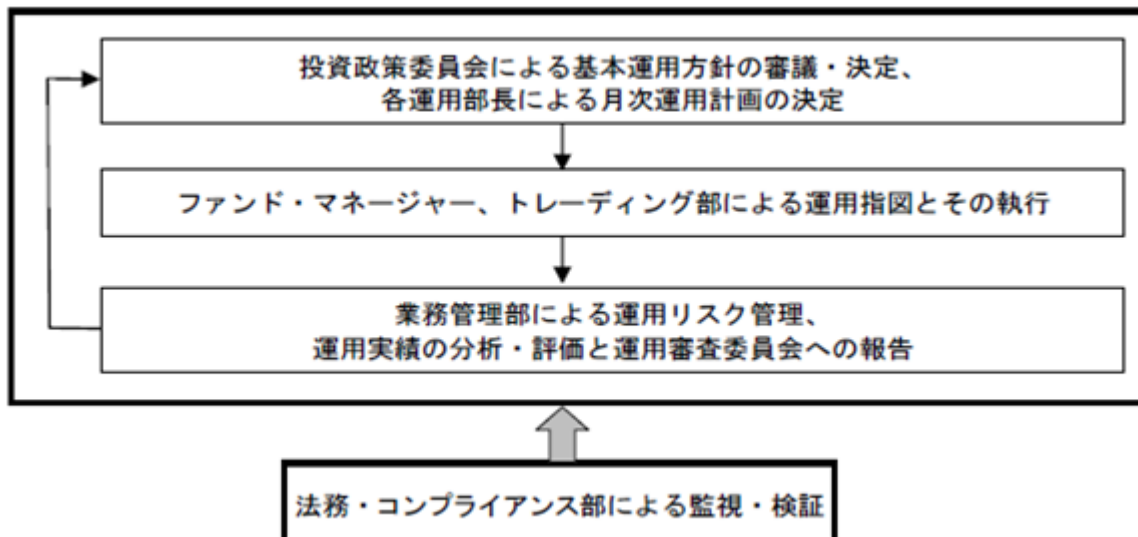 投資政策委員会による基本運用方針の審議・決定、
各運用部長による月次運用計画の決定
ファンド・マネージャー、トレーディング部による運用指図とその執行
業務管理部による運用リスク管理、
運用実績の分析・評価と運用審査委員会への報告
法務・コンプライアンス部による監視・検証